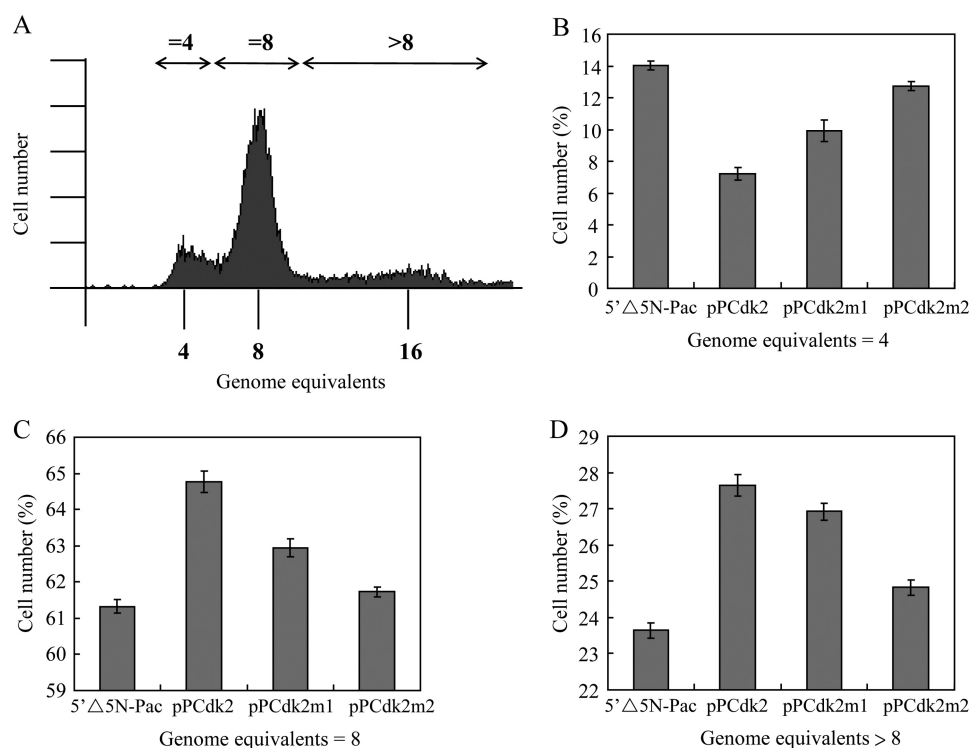 A
=4
=8
>8
Cell number
4
8
16
Genome equivalents
B
16
14
12
10
8
6
4
2
0
Cell number (%)
5'△5N-Pac pPCdk2 pPCdk2m1 pPCdk2m2
Genome equivalents = 4
C
66
65
64
63
62
61
60
59
Cell number (%)
5'△5N-Pac pPCdk2 pPCdk2m1 pPCdk2m2
Genome equivalents = 8
D
29
28
27
26
25
24
23
22
Cell number (%)
5'△5N-Pac pPCdk2 pPCdk2m1 pPCdk2m2
Genome equivalents > 8